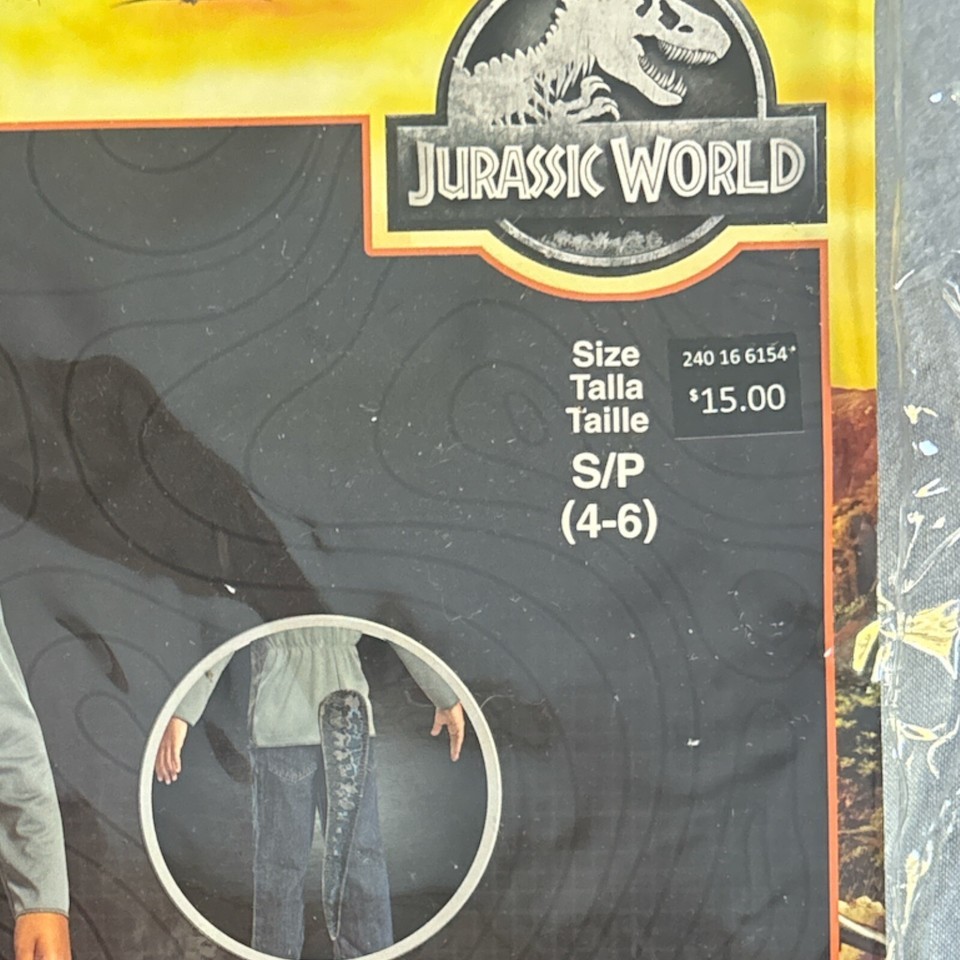 JURASSIC WORLD
Size
Talla
Taille
S/P
(4-6)
240 16 6154*
$15.00